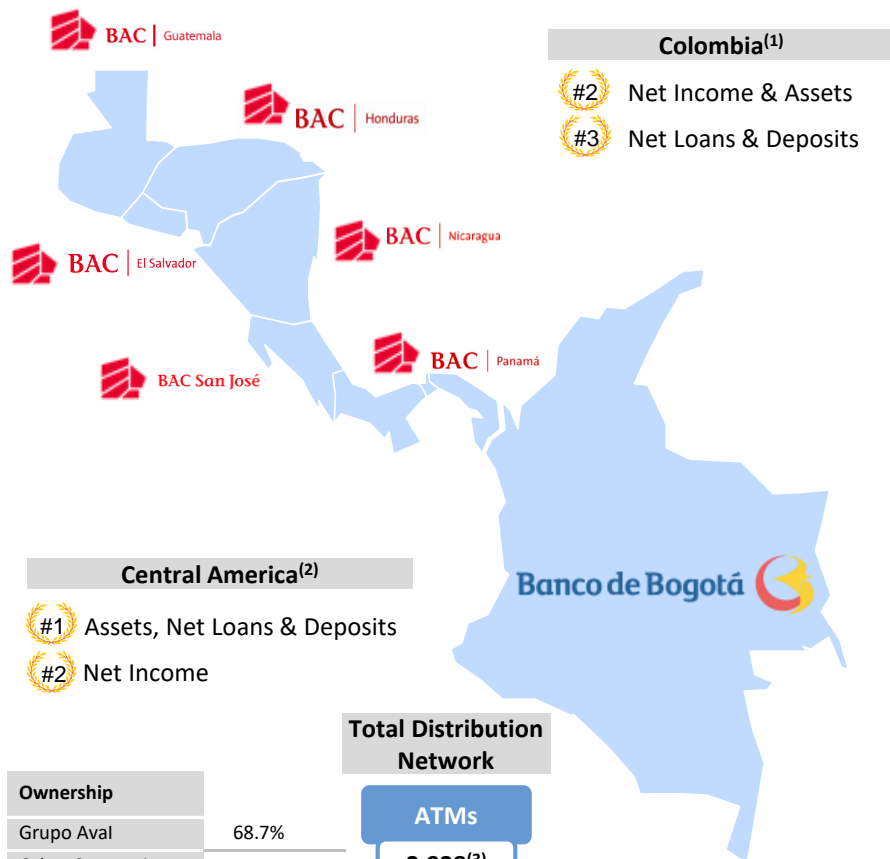 BAC | Guatemala
Colombia(1)
#2 Net Income & Assets
#3 Net Loans & Deposits
BAC | Honduras
BAC | Nicaragua
BAC | El Salvador
BAC | Panamá
BAC San José
Banco de Bogotá
Central America(2)
#1 Assets, Net Loans & Deposits
#2 Net Income
Total Distribution
Network
Ownership
ATMs
Grupo Aval 68.7%